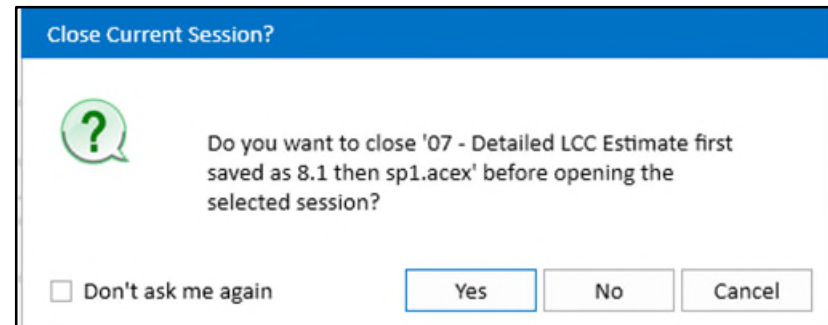 Close Current Session?
?
Do you want to close '07 - Detailed LCC Estimate first
saved as 8.1 then sp1.acex' before opening the
selected session?
Don't ask me again
Yes
No
Cancel